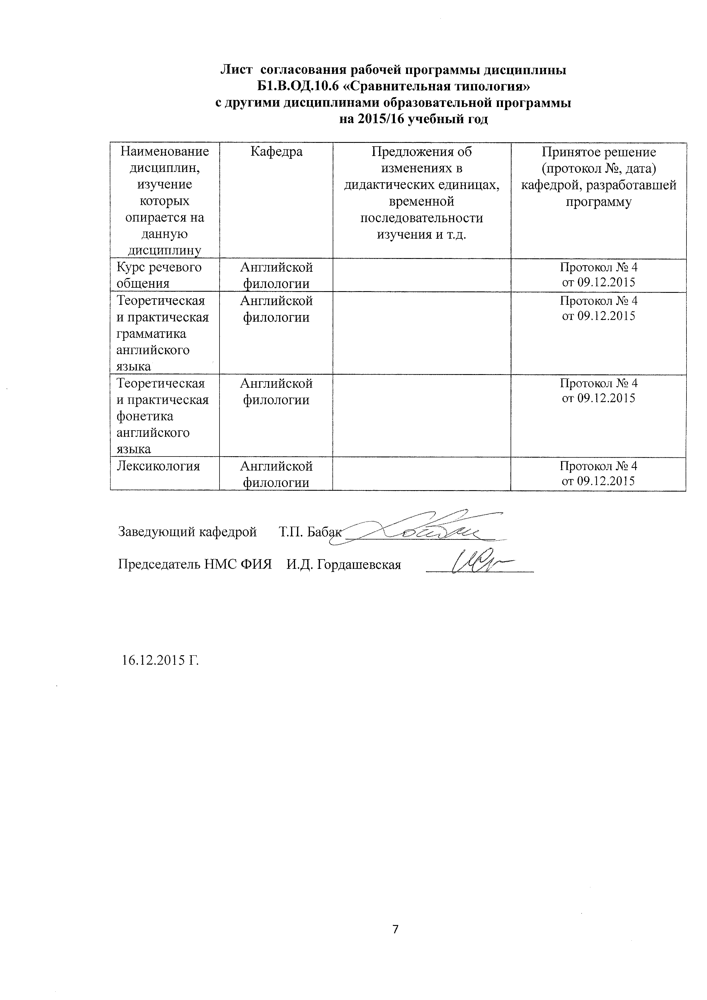 Лист согласования рабочей программы дисциплины
Б1.В.ОД.10.6 «Сравнительная типология»
с другими дисциплинами образовательной программы
на 2015/16 учебный год
Наименование
дисциплин,
изучение
которых
опирается на
данную
дисциплину
Кафедра
Предложения об
изменениях в
дидактических единицах,
временной
последовательности
изучения и т.д.
Принятое решение
(протокол №, дата)
кафедрой, разработавшей
программу
Курс речевого
общения
Английской
филологии
Протокол № 4
от 09.12.2015
Теоретическая
и практическая
грамматика
английского
языка
Английской
филологии
Протокол № 4
от 09.12.2015
Теоретическая
и практическая
фонетика
английского
языка
Английской
филологии
Протокол № 4
от 09.12.2015
Лексикология
Английской
филологии
Протокол № 4
от 09.12.2015
Заведующий кафедрой Т.П. Бабак
Председатель НМС ФИЯ И.Д. Гордашевская
16.12.2015 Г.
7